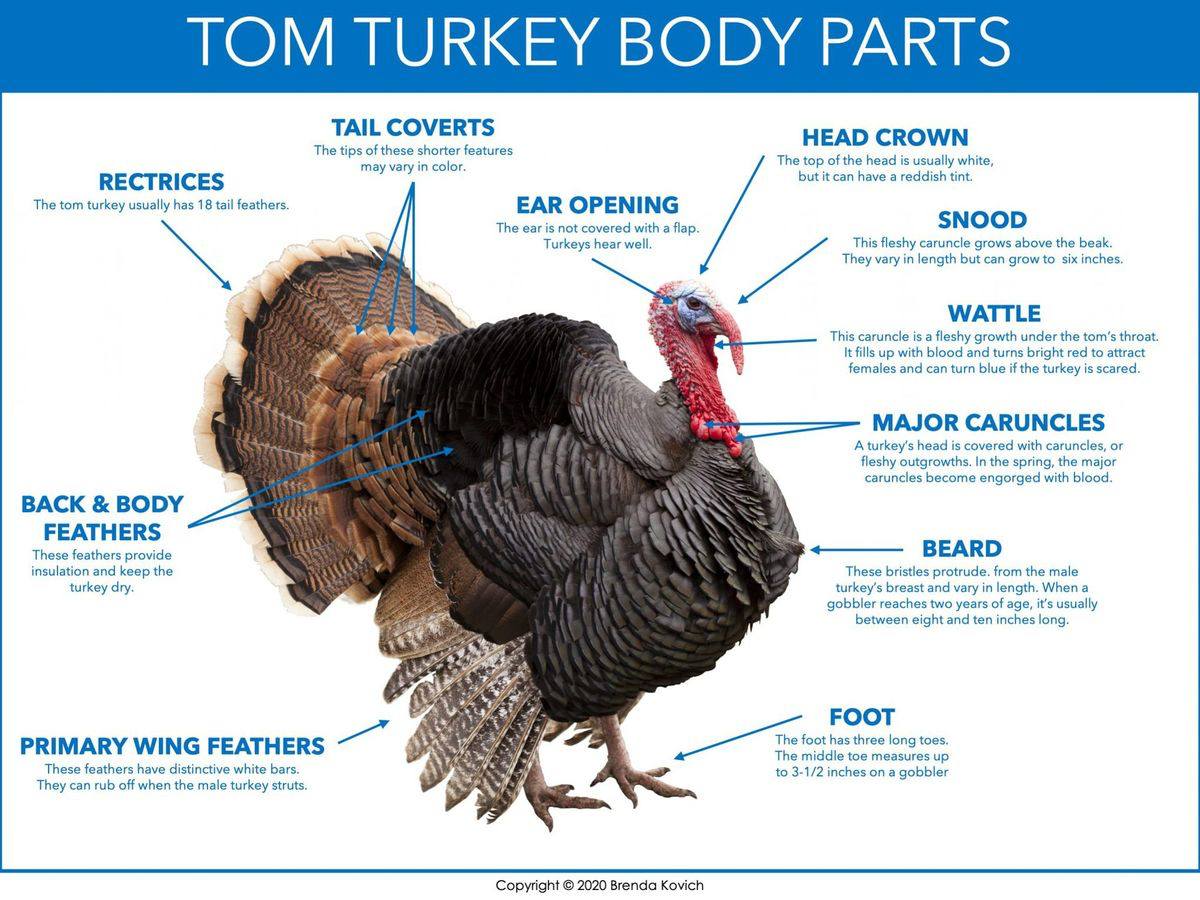 TOM TURKEY BODY PARTS
TAIL COVERTS
The tips of these shorter features
may vary in color.
RECTRICES
The tom turkey usually has 18 tail feathers.
EAR OPENING
The ear is not covered with a flap.
Turkeys hear well.
HEAD CROWN
The top of the head is usually white,
but it can have a reddish tint.
SNOOD
This fleshy caruncle grows above the beak.
They vary in length but can grow to  six inches.
WATTLE
This caruncle is a fleshy growth under the tom's throat.
It fills up with blood and turns bright red to attract
females and can turn blue if the turkey is scared.
MAJOR CARUNCLES
A turkey's head is covered with caruncles, or
fleshy outgrowths. In the spring, the major
caruncles become engorged with blood.
BACK & BODY
FEATHERS
These feathers provide
insulation and keep the
turkey dry.
BEARD
These bristles protrude. from the male
turkey's breast and vary in length. When a
gobbler reaches two years of age, it's usually
between eight and ten inches long.
PRIMARY WING FEATHERS
These feathers have distinctive white bars.
They can rub off when the male turkey struts.
FOOT
The foot has three long toes.
The middle toe measures up
to 3-1/2 inches on a gobbler
Copyright © 2020 Brenda Kovich